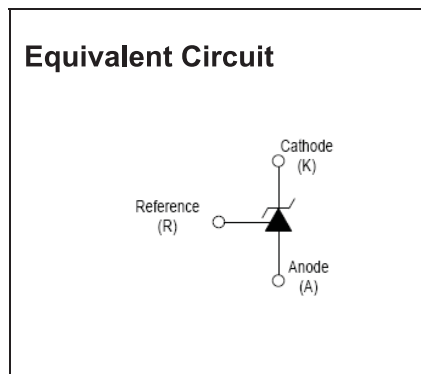 Equivalent Circuit
Cathode
(K)
Reference
(R)
Anode
(A)